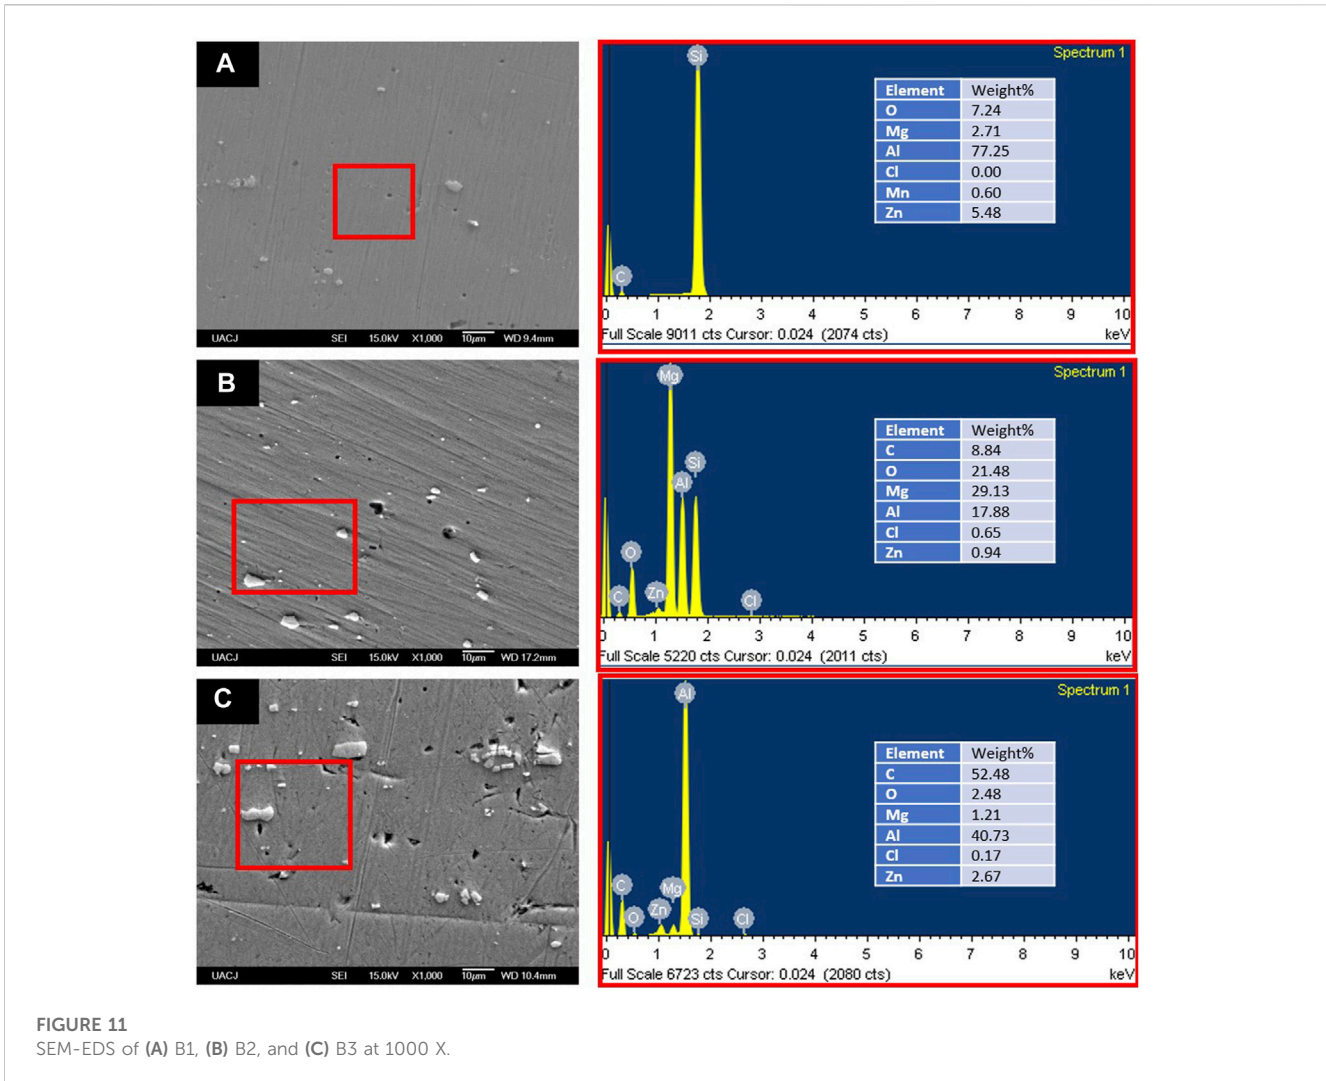 A
UACJ SEI 15.0kV X1,000 10µm WD 9.4mm
Spectrum 1
Si
C
Element Weight%
O 7.24
Mg 2.71
Al 77.25
Cl 0.00
Mn 0.60
Zn 5.48
0 1 2 3 4 5 6 7 8 9 10
Full Scale 9011 cts Cursor: 0.024 (2074 cts) keV
B
UACJ SEI 15.0kV X1,000 10µm WD 17.2mm
Spectrum 1
Mg
Si
Al
O
C Zn Cl
Element Weight%
C 8.84
O 21.48
Mg 29.13
Al 17.88
Cl 0.65
Zn 0.94
0 1 2 3 4 5 6 7 8 9 10
Full Scale 5220 cts Cursor: 0.024 (2011 cts) keV
C
UACJ SEI 15.0kV X1,000 10µm WD 10.4mm
Spectrum 1
Al
C Mg
O Zn Si Cl
Element Weight%
C 52.48
O 2.48
Mg 1.21
Al 40.73
Cl 0.17
Zn 2.67
0 1 2 3 4 5 6 7 8 9 10
Full Scale 6723 cts Cursor: 0.024 (2080 cts) keV
FIGURE 11
SEM-EDS of (A) B1, (B) B2, and (C) B3 at 1000 X.